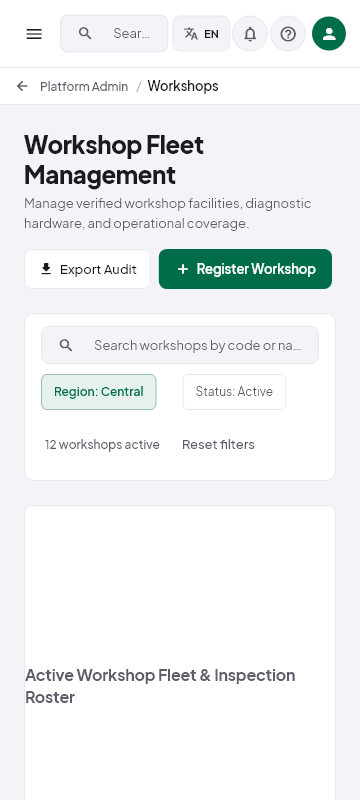 Sear...
EN
Platform Admin / Workshops
Workshop Fleet
Management
Manage verified workshop facilities, diagnostic
hardware, and operational coverage.
Export Audit
Register Workshop
Search workshops by code or na...
Region: Central
Status: Active
12 workshops active
Reset filters
Active Workshop Fleet & Inspection
Roster